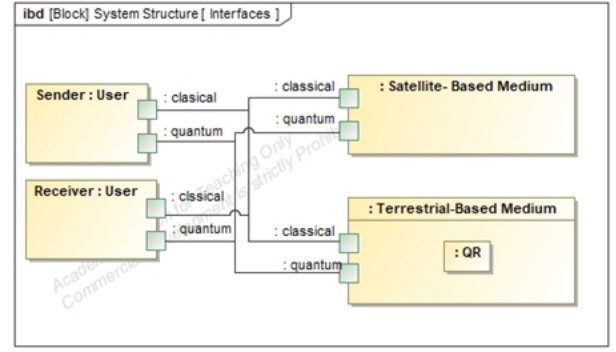 ibd [Block] System Structure [ Interfaces ]
Sender : User
: clasical
: quantum
: classical
: Satellite- Based Medium
: quantum
Receiver : User
: clssical
: quantum
: Terrestrial-Based Medium
: classical
: QR
: quantum